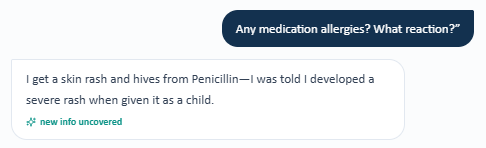 Any medication allergies? What reaction?”
I get a skin rash and hives from Penicillin—I was told I developed a
severe rash when given it as a child.
new info uncovered